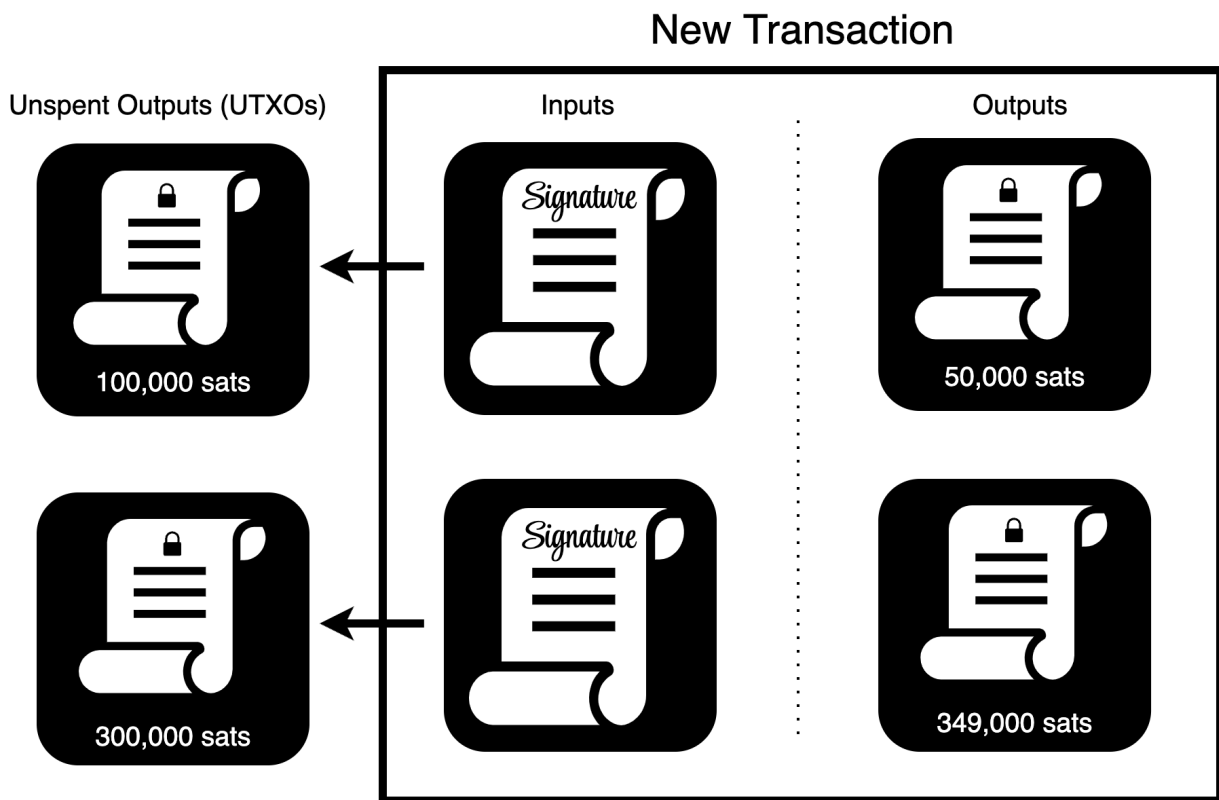 New Transaction
Unspent Outputs (UTXOs)
Inputs
Outputs
Signature
100,000 sats
50,000 sats
Signature
300,000 sats
349,000 sats